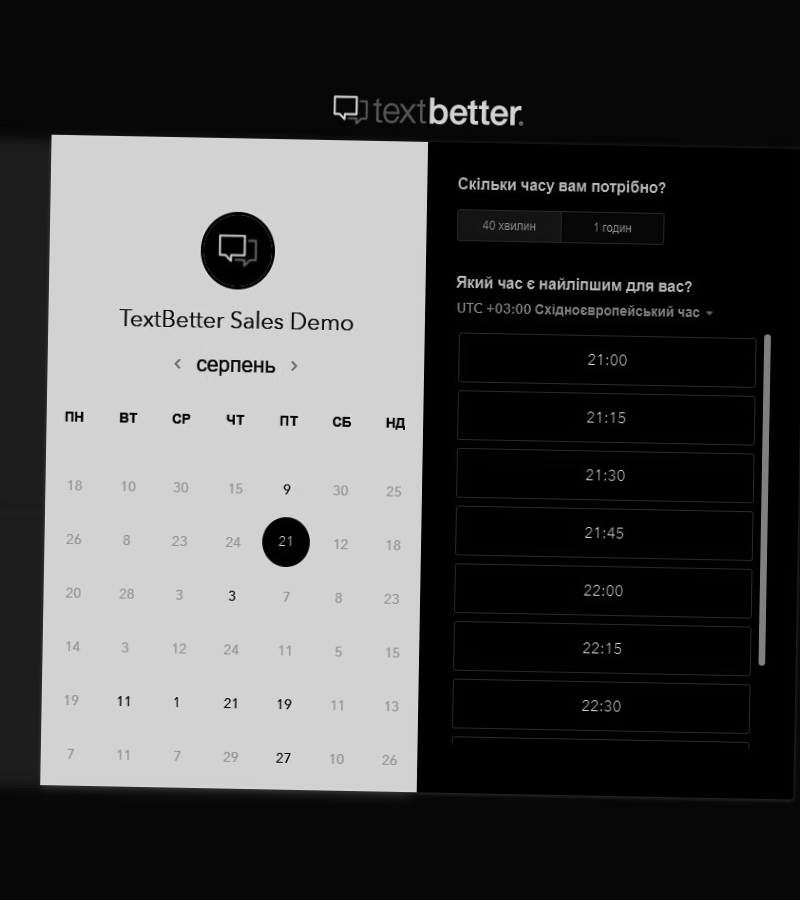 textbetter.
TextBetter Sales Demo
< серпень >
ПН ВТ СР ЧТ ПТ СБ НД
18 10 30 15 9 30 25
26 8 23 24 21 12 18
20 28 3 3 7 8 23
14 3 12 24 11 5 15
19 11 1 21 19 11 13
7 11 7 29 27 10 26
Скільки часу вам потрібно?
40 хвилин 1 годин
Який час є найліпшим для вас?
UTC +03:00 Східноєвропейський час
21:00
21:15
21:30
21:45
22:00
22:15
22:30